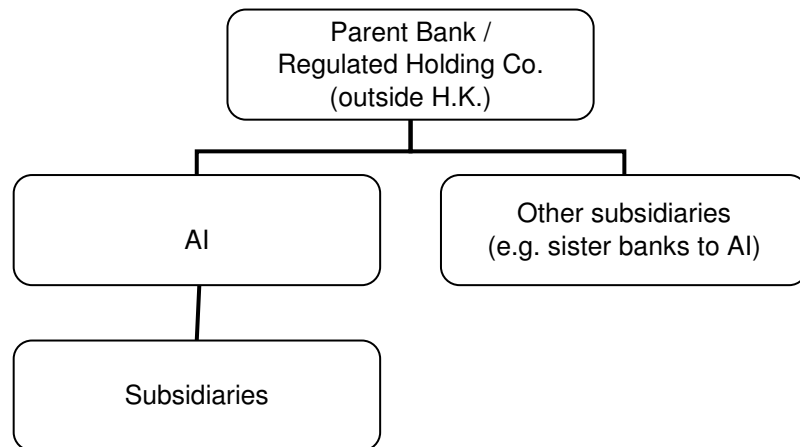 Parent Bank /
Regulated Holding Co.
(outside H.K.)
AI
Other subsidiaries
(e.g. sister banks to AI)
Subsidiaries